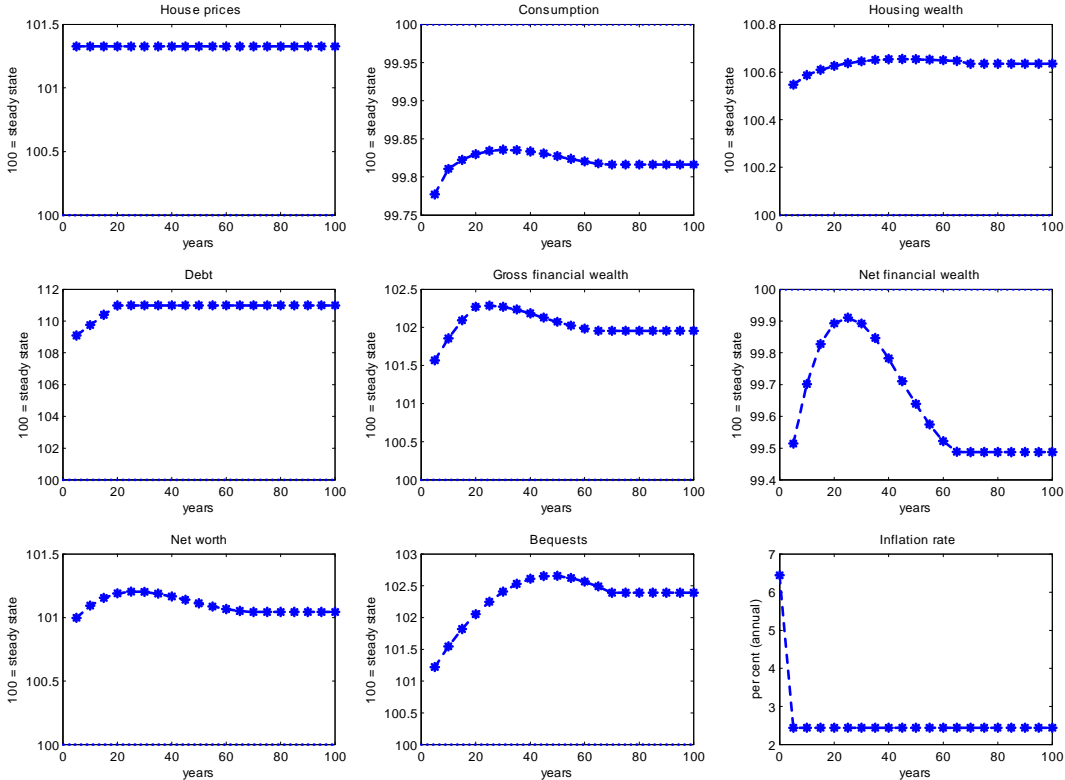 House prices
101.5
101
100.5
100
100 = steady state
0 20 40 60 80 100
years
Consumption
100
99.95
99.9
99.85
99.8
99.75
100 = steady state
0 20 40 60 80 100
years
Housing wealth
100.8
100.6
100.4
100.2
100
100 = steady state
0 20 40 60 80 100
years
Debt
112
110
108
106
104
102
100
100 = steady state
0 20 40 60 80 100
years
Gross financial wealth
102.5
102
101.5
101
100.5
100
100 = steady state
0 20 40 60 80 100
years
Net financial wealth
100
99.9
99.8
99.7
99.6
99.5
99.4
100 = steady state
0 20 40 60 80 100
years
Net worth
101.5
101
100.5
100
100 = steady state
0 20 40 60 80 100
years
Bequests
103
102.5
102
101.5
101
100.5
100
100 = steady state
0 20 40 60 80 100
years
Inflation rate
7
6
5
4
3
2
per cent (annual)
0 20 40 60 80 100
years